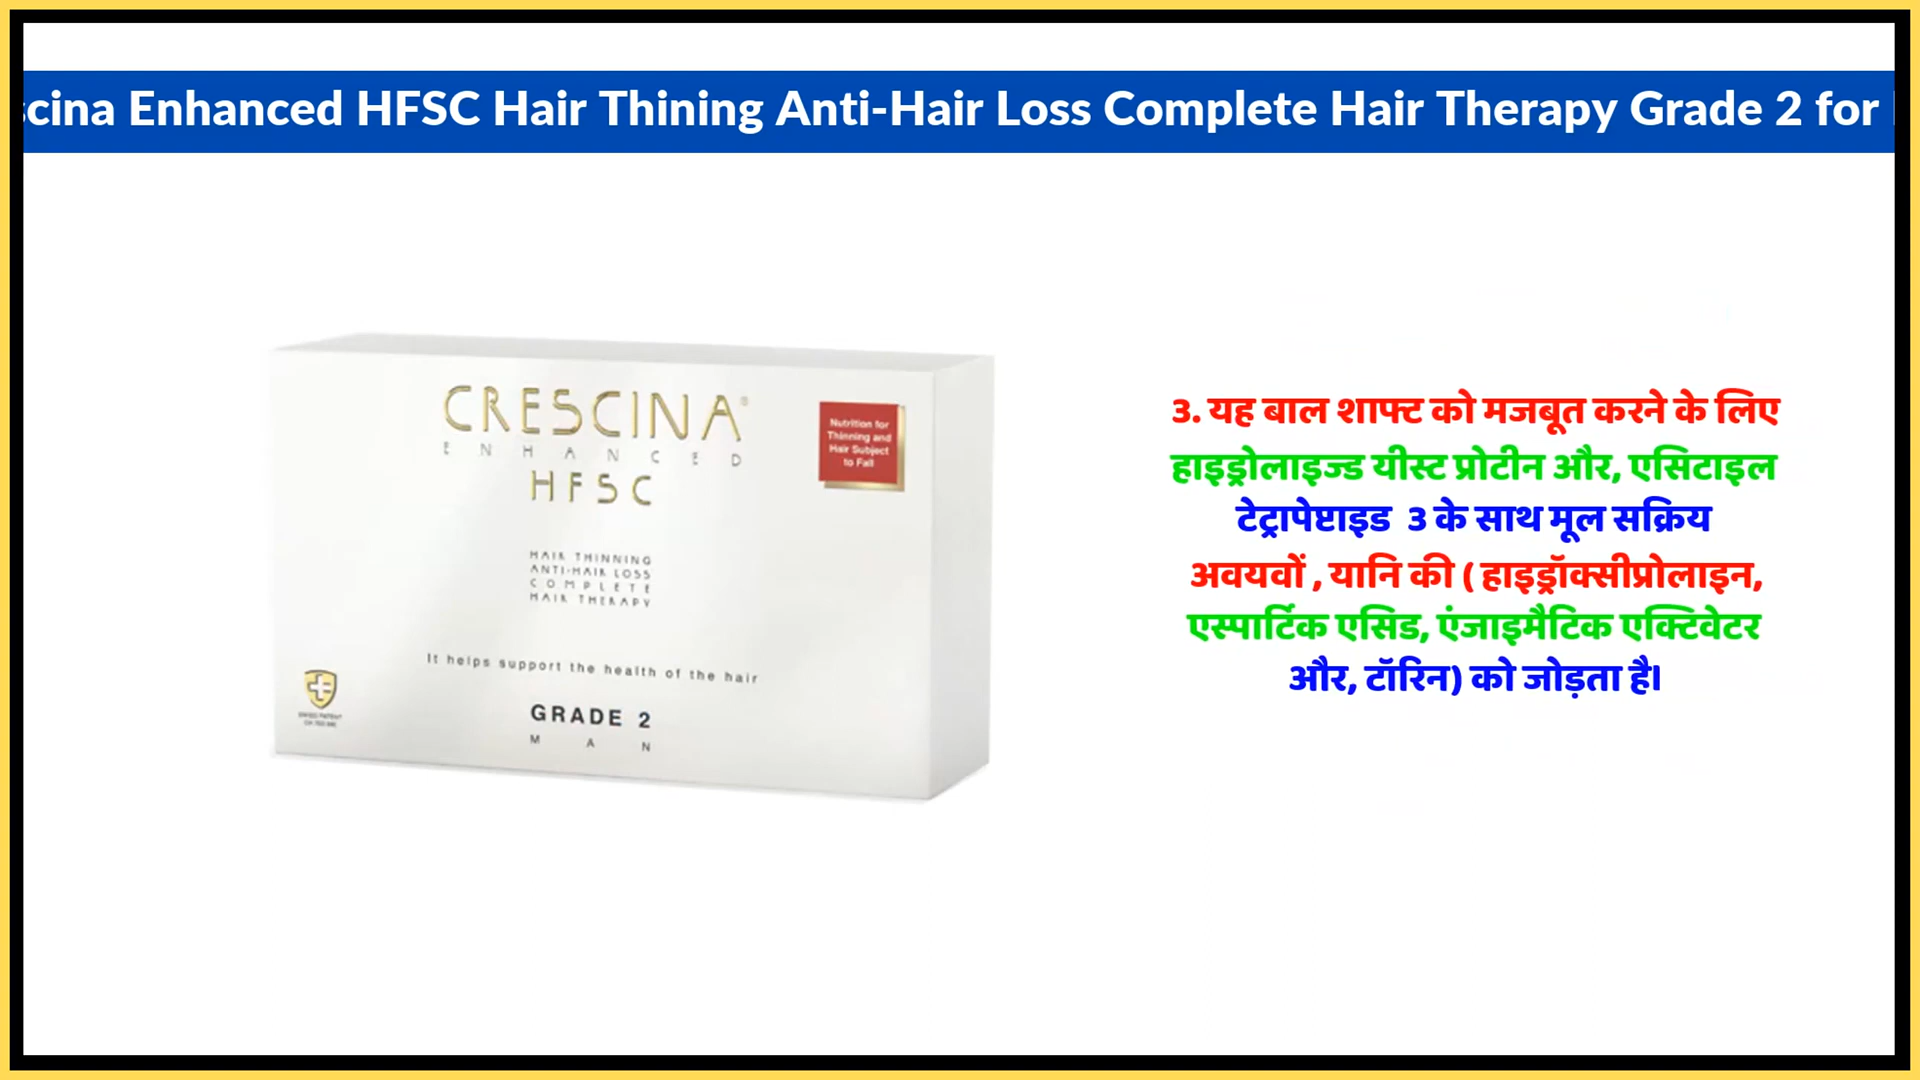 scina Enhanced HFSC Hair Thining Anti-Hair Loss Complete Hair Therapy Grade 2 for
CRESCINA®
ENHANCED
HFSC
HAIR THINNING
ANTI-HAIR LOSS
COMPLETE
HAIR THERAPY
Nutrition for
Thinning and
Hair Subject
to Fall
It helps support the health of the hair
SWISS PATENT
GRADE 2
MAN
3. यह बाल शाफ्ट को मजबूत करने के लिए
हाइड्रोलाइज्ड यीस्ट प्रोटीन और, एसिटाइल
टेट्रापेप्टाइड 3 के साथ मूल सक्रिय
अवयवों , यानि की ( हाइड्रॉक्सीप्रोलाइन,
एस्पार्टिक एसिड, एंजाइमैटिक एक्टिवेटर
और, टॉरिन) को जोड़ता है।